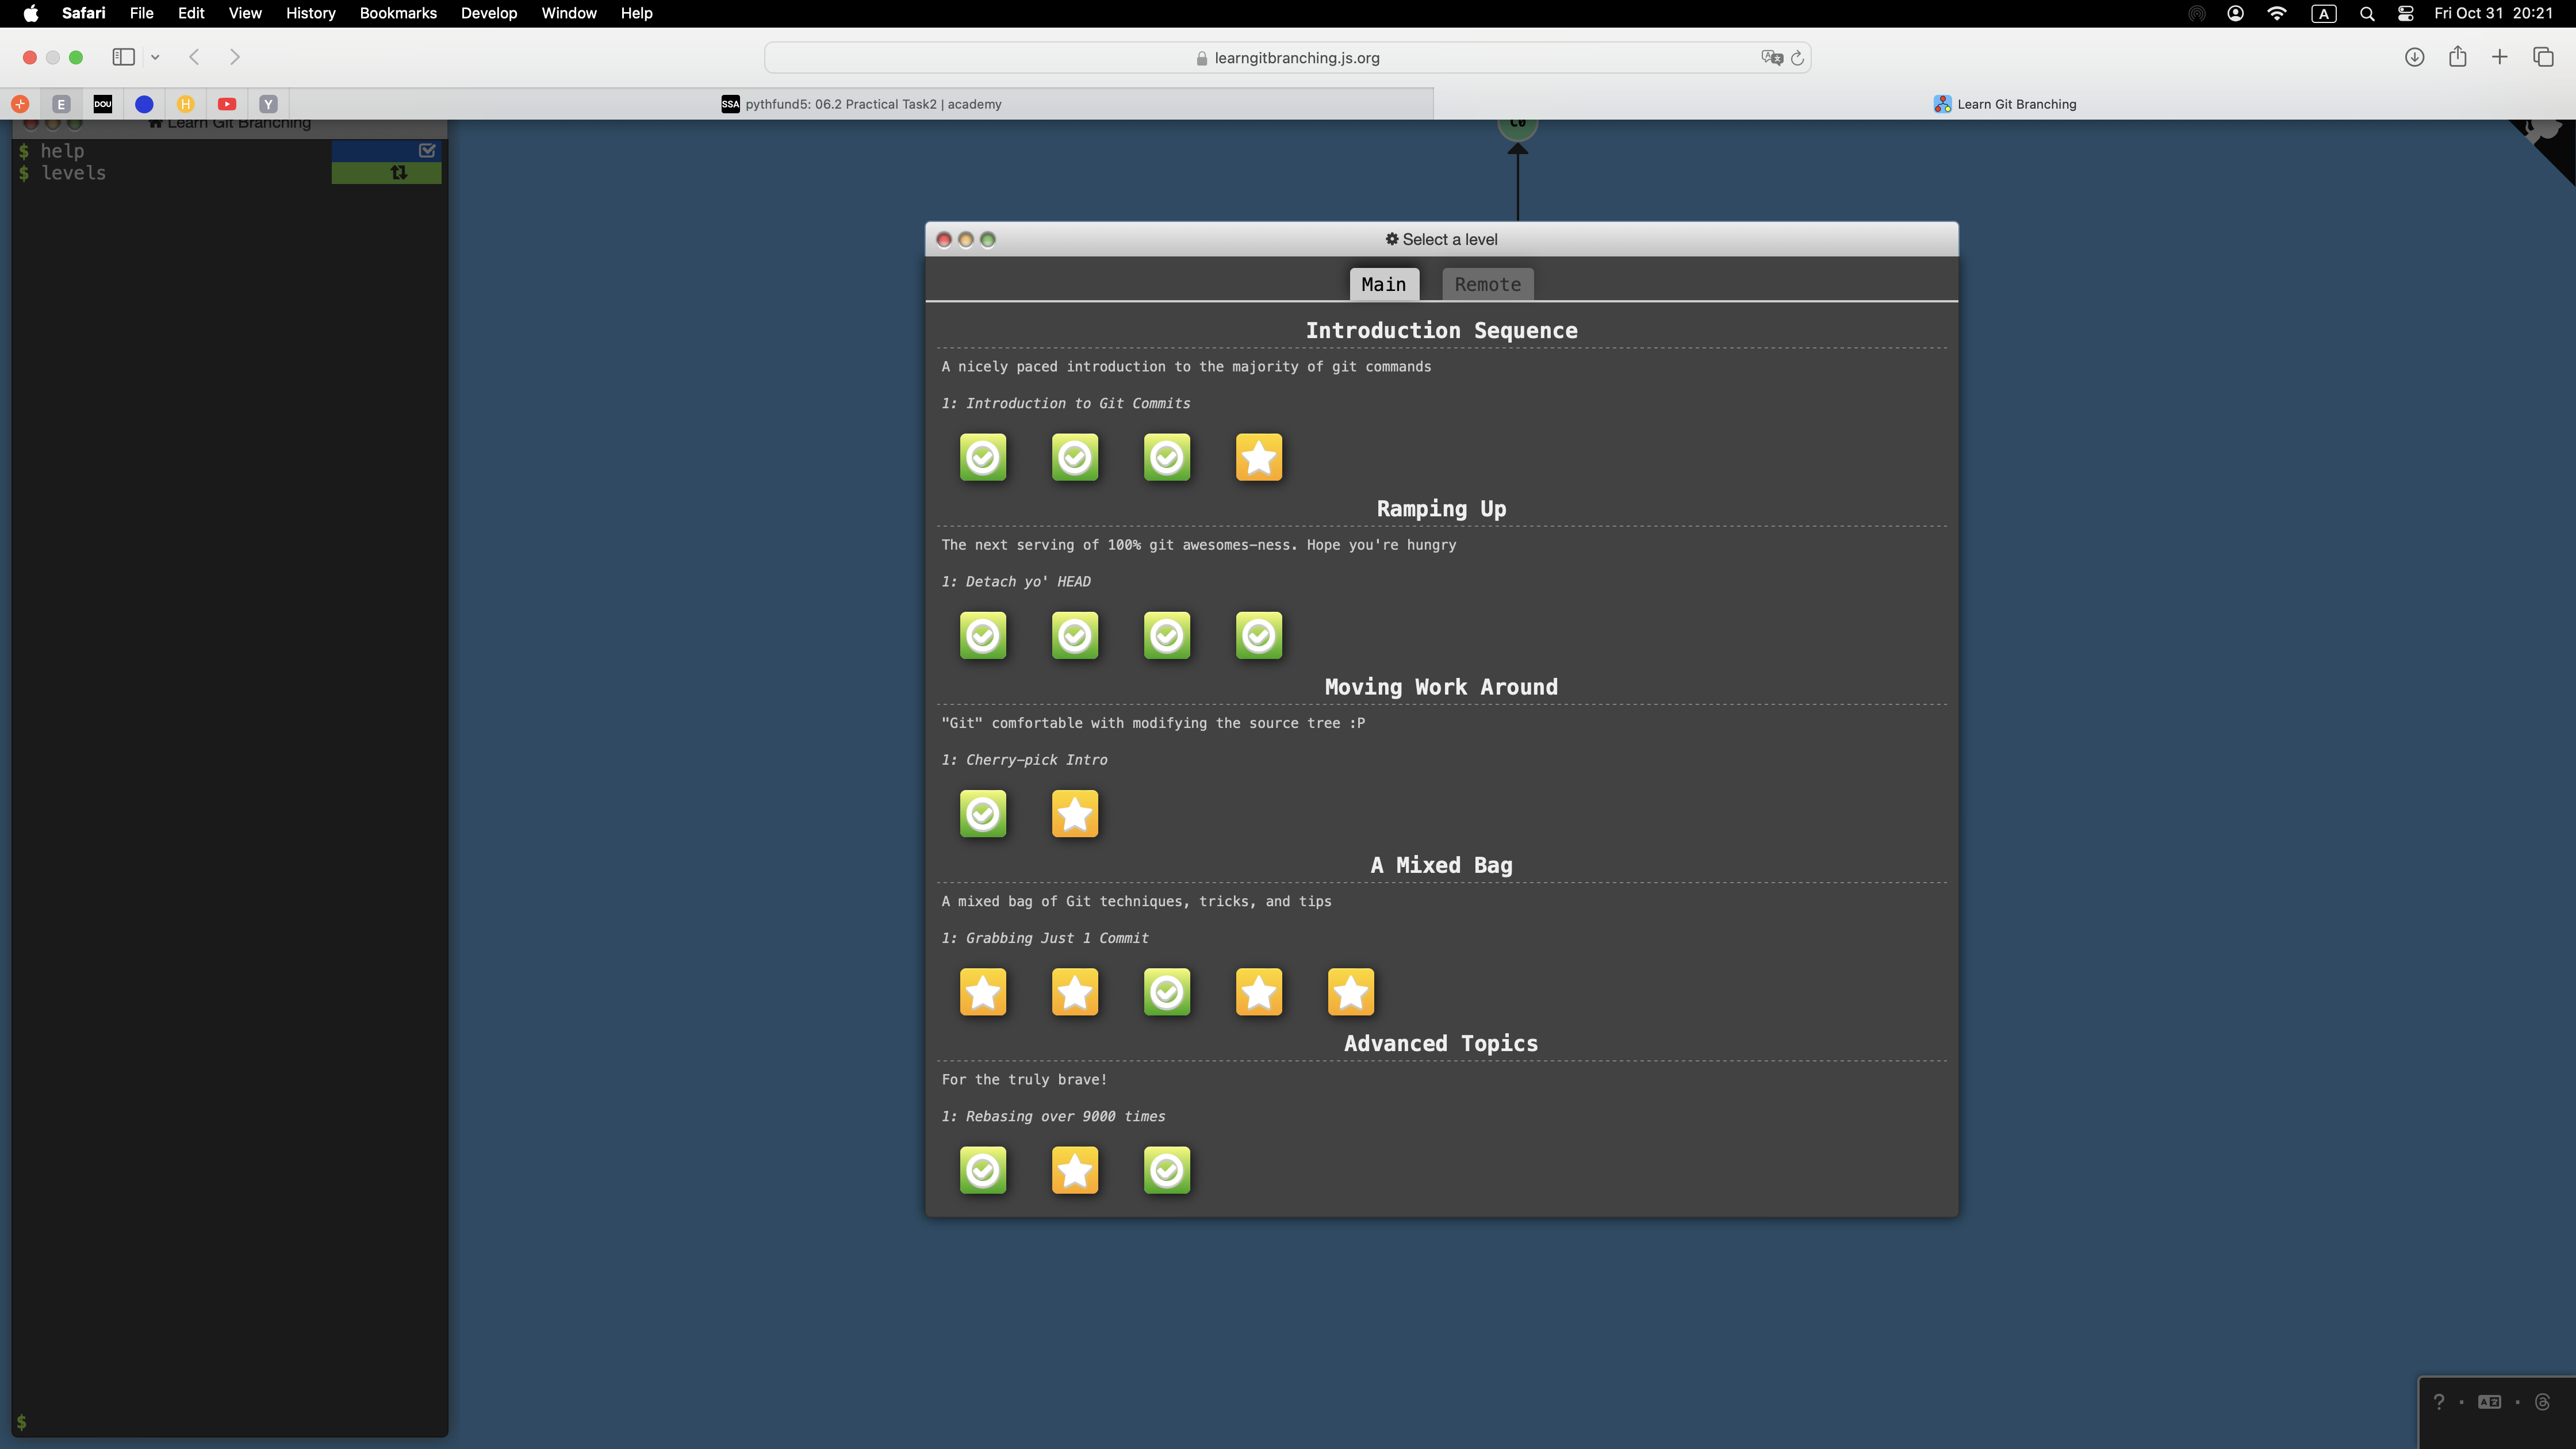 Safari File Edit View History Bookmarks Develop Window Help A Fri Oct 31 20:21
learngitbranching.js.org
E DOU H Y SSA pythfund5: 06.2 Practical Task2 | academy Learn Git Branching
Learn Git Branching
C0
$ help
$ levels
Select a level
Main Remote
Introduction Sequence
A nicely paced introduction to the majority of git commands
1: Introduction to Git Commits
Ramping Up
The next serving of 100% git awesomes-ness. Hope you're hungry
1: Detach yo' HEAD
Moving Work Around
"Git" comfortable with modifying the source tree :P
1: Cherry-pick Intro
A Mixed Bag
A mixed bag of Git techniques, tricks, and tips
1: Grabbing Just 1 Commit
Advanced Topics
For the truly brave!
1: Rebasing over 9000 times
$
? ·  ·